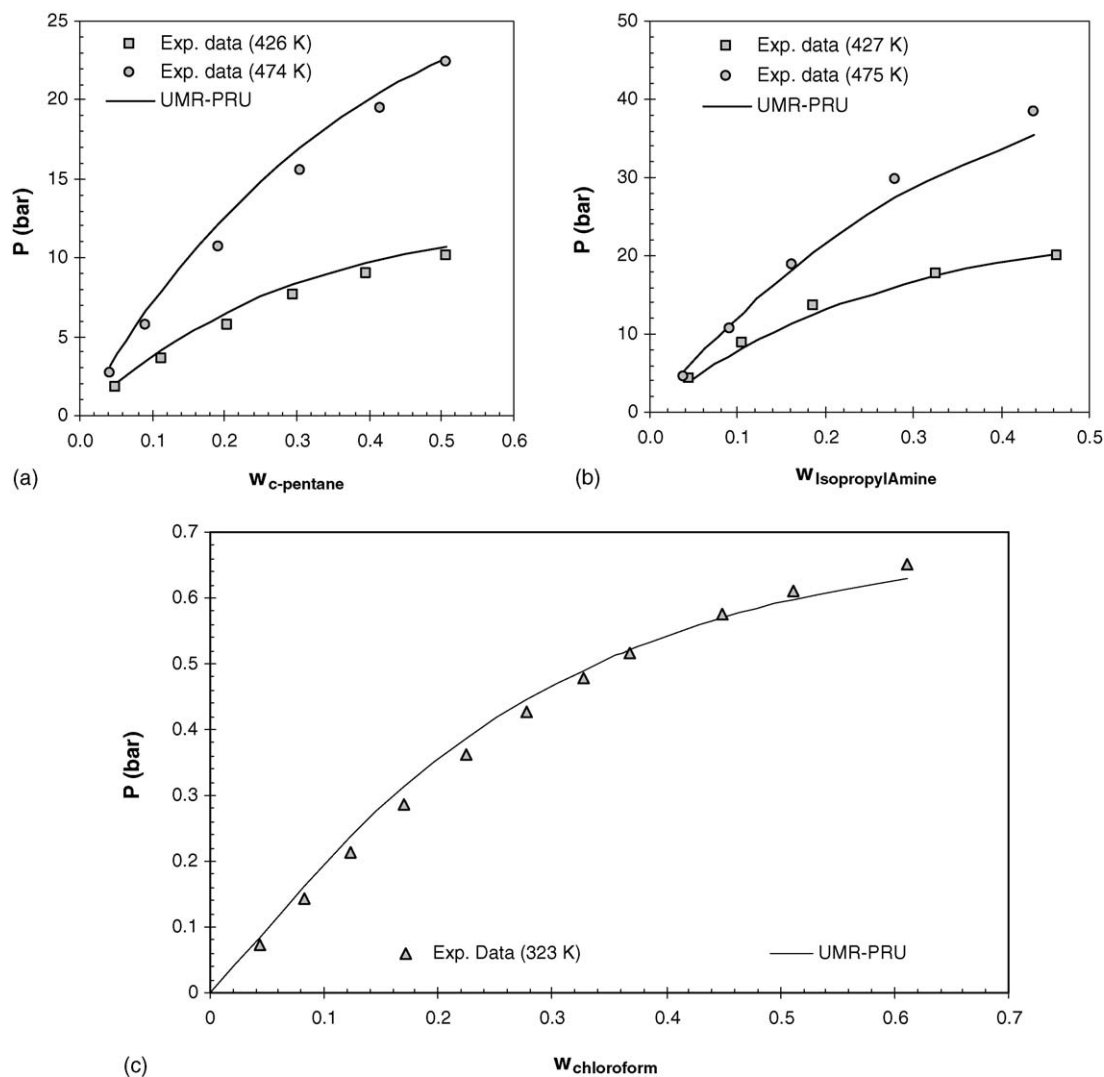 25
20
15
10
5
0
P (bar)
Exp. data (426 K)
Exp. data (474 K)
UMR-PRU
0.0 0.1 0.2 0.3 0.4 0.5 0.6
(a)
wc-pentane
50
40
30
20
10
0
P (bar)
Exp. data (427 K)
Exp. data (475 K)
UMR-PRU
0.0 0.1 0.2 0.3 0.4 0.5
(b)
wIsopropylAmine
0.7
0.6
0.5
0.4
0.3
0.2
0.1
0
P (bar)
Exp. Data (323 K) UMR-PRU
0 0.1 0.2 0.3 0.4 0.5 0.6 0.7
(c)
wchloroform